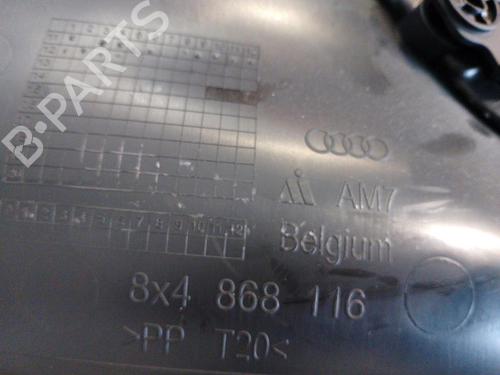 B-PARTS
AM7
Belgium
8x4 868 116
>PP T20<